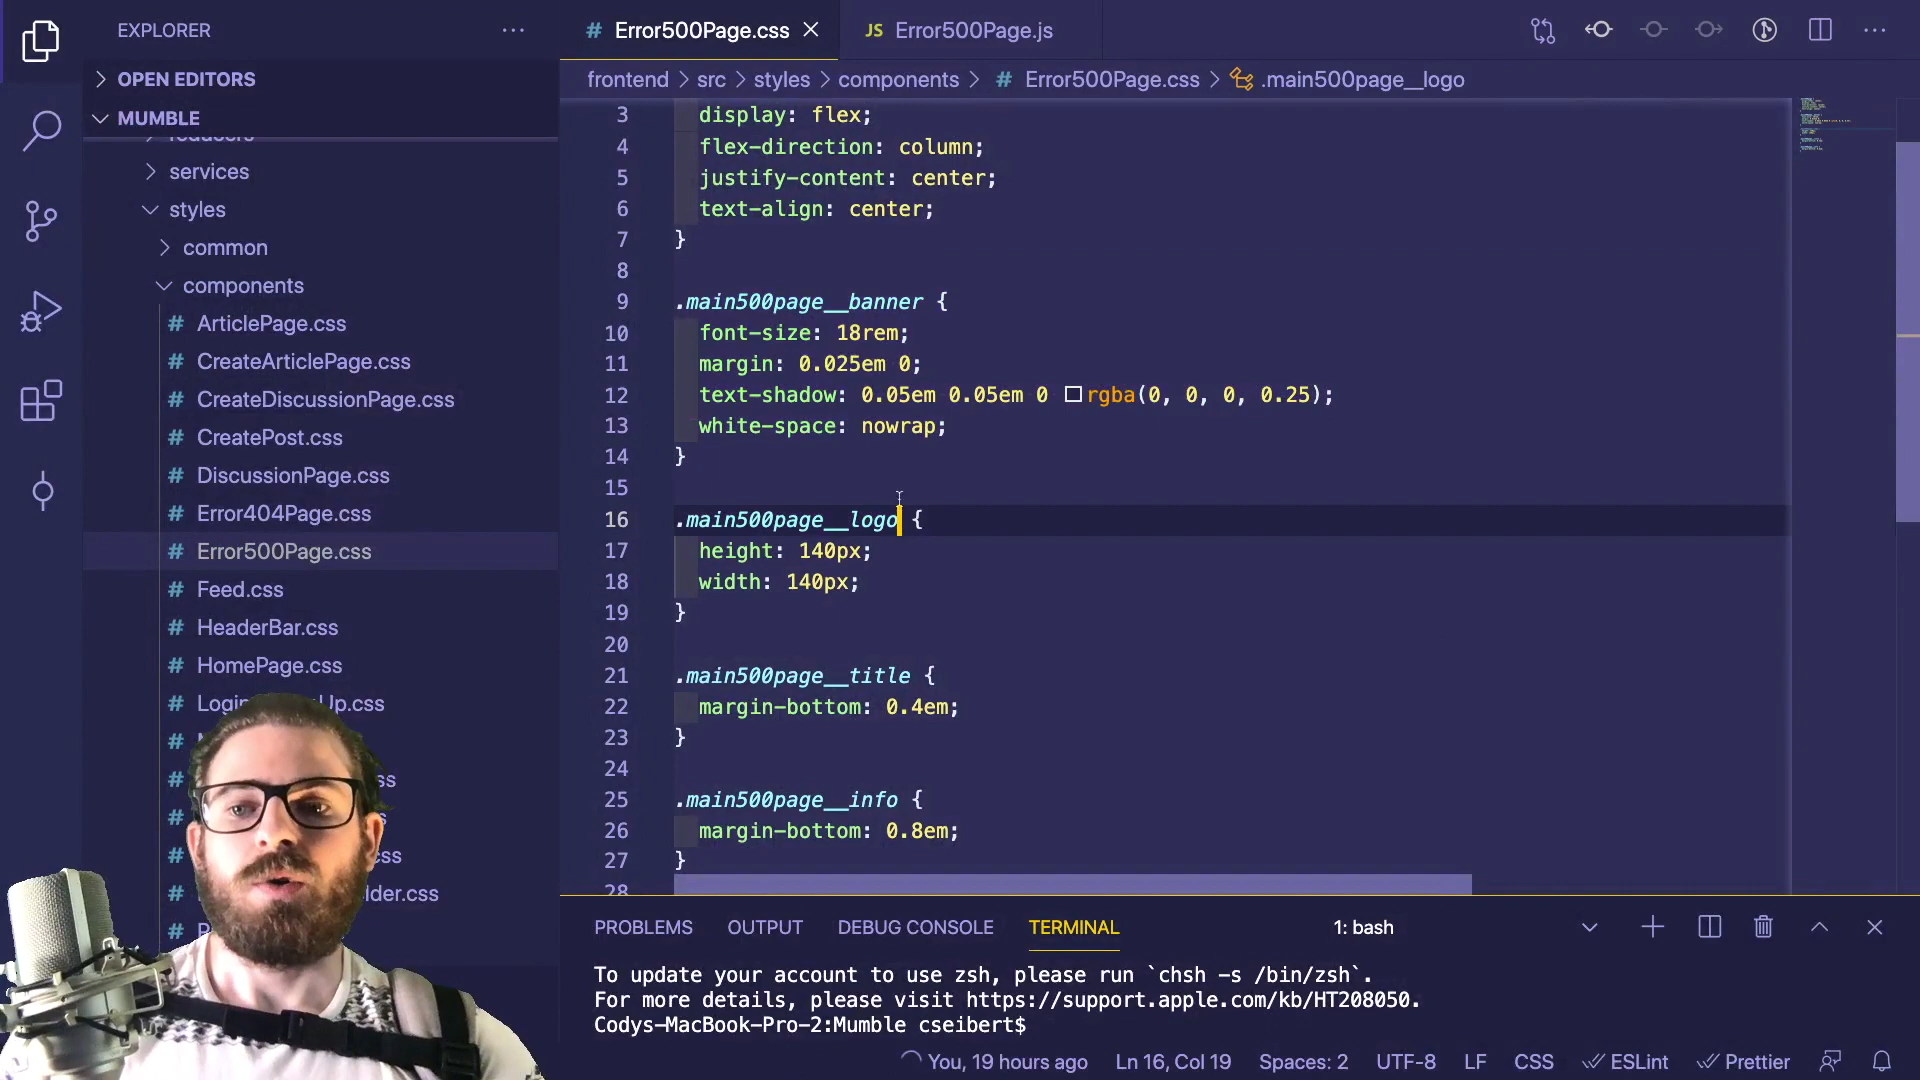 EXPLORER
Error500Page.css
JS Error500Page.js
OPEN EDITORS
frontend > src > styles > components > # Error500Page.css > .main500page__logo
MUMBLE
services
styles
common
components
# ArticlePage.css
# CreateArticlePage.css
# CreateDiscussionPage.css
# CreatePost.css
# DiscussionPage.css
# Error404Page.css
# Error500Page.css
# Feed.css
# HeaderBar.css
# HomePage.css
3 display: flex;
4 flex-direction: column;
5 justify-content: center;
6 text-align: center;
7 }
8
9 .main500page__banner {
10 font-size: 18rem;
11 margin: 0.025em 0;
12 text-shadow: 0.05em 0.05em 0 rgba(0, 0, 0, 0.25);
13 white-space: nowrap;
14 }
15
16 .main500page__logo {
17 height: 140px;
18 width: 140px;
19 }
20
21 .main500page__title {
22 margin-bottom: 0.4em;
23 }
24
25 .main500page__info {
26 margin-bottom: 0.8em;
27 }
28
PROBLEMS OUTPUT DEBUG CONSOLE TERMINAL 1: bash
To update your account to use zsh, please run `chsh -s /bin/zsh`.
For more details, please visit https://support.apple.com/kb/HT208050.
Codys-MacBook-Pro-2:Mumble cseibert$
You, 19 hours ago Ln 16, Col 19 Spaces: 2 UTF-8 LF CSS ESLint Prettier